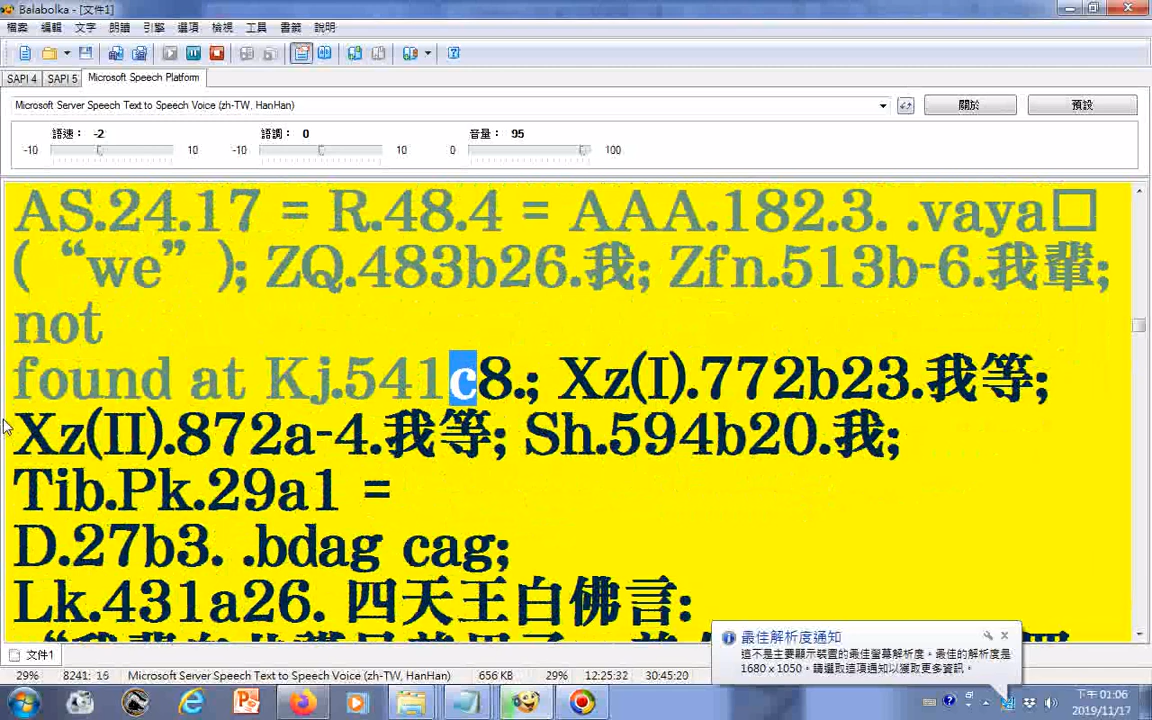 Balabolka - [文件1]
檔案 編輯 文字 朗讀 引擎 選項 檢視 工具 書籤 說明
SAPI 4 SAPI 5 Microsoft Speech Platform
Microsoft Server Speech Text to Speech Voice (zh-TW, HanHan) 關於 預設
語速： -2 語調： 0 音量： 95
-10 10 -10 10 0 100
AS.24.17 = R.48.4 = AAA.182.3. .vaya□
(“we”); ZQ.483b26.我; Zfn.513b-6.我輩;
not
found at Kj.541c8.; Xz(I).772b23.我等;
Xz(II).872a-4.我等; Sh.594b20.我;
Tib.Pk.29a1 =
D.27b3. .bdag cag;
Lk.431a26. 四天王白佛言:
最佳解析度通知
這不是主要顯示裝置的最佳螢幕解析度。最佳的解析度是
1680 x 1050。請選取這項通知以獲取更多資訊。
文件1
29% 8241: 16 Microsoft Server Speech Text to Speech Voice (zh-TW, HanHan) 656 KB 29% 12:25:32 30:45:20
下午 01:06
2019/11/17